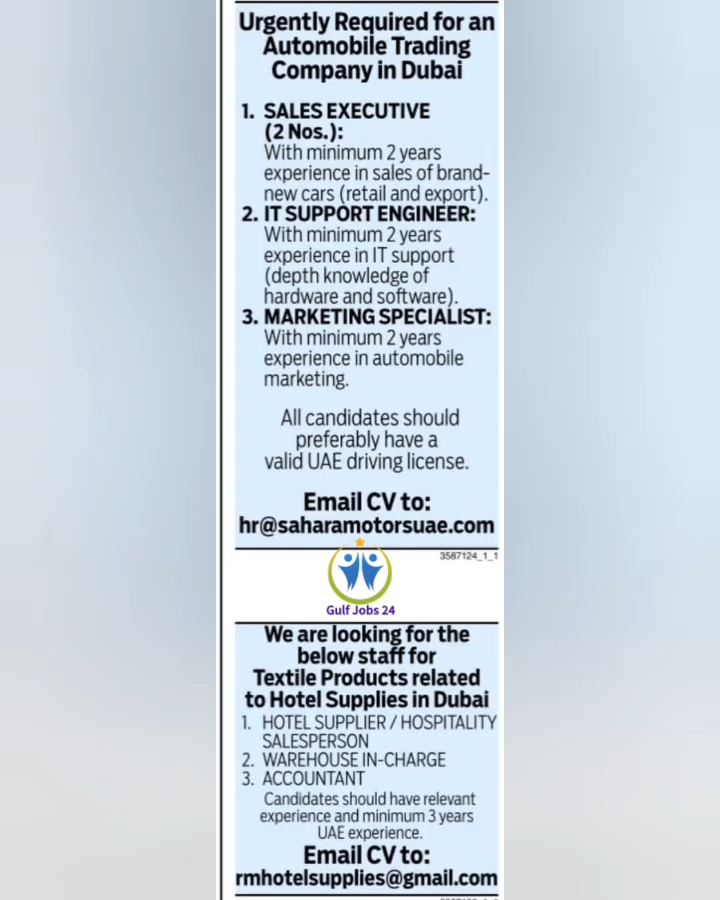 Urgently Required for an
Automobile Trading
Company in Dubai
1. SALES EXECUTIVE
(2 Nos.):
With minimum 2 years
experience in sales of brand-
new cars (retail and export).
2. IT SUPPORT ENGINEER:
With minimum 2 years
experience in IT support
(depth knowledge of
hardware and software).
3. MARKETING SPECIALIST:
With minimum 2 years
experience in automobile
marketing.
All candidates should
preferably have a
valid UAE driving license.
Email CV to:
hr@saharamotorsuae.com
3587124_1_1
Gulf Jobs 24
We are looking for the
below staff for
Textile Products related
to Hotel Supplies in Dubai
1. HOTEL SUPPLIER / HOSPITALITY
SALESPERSON
2. WAREHOUSE IN-CHARGE
3. ACCOUNTANT
Candidates should have relevant
experience and minimum 3 years
UAE experience.
Email CV to:
rmhotelsupplies@gmail.com